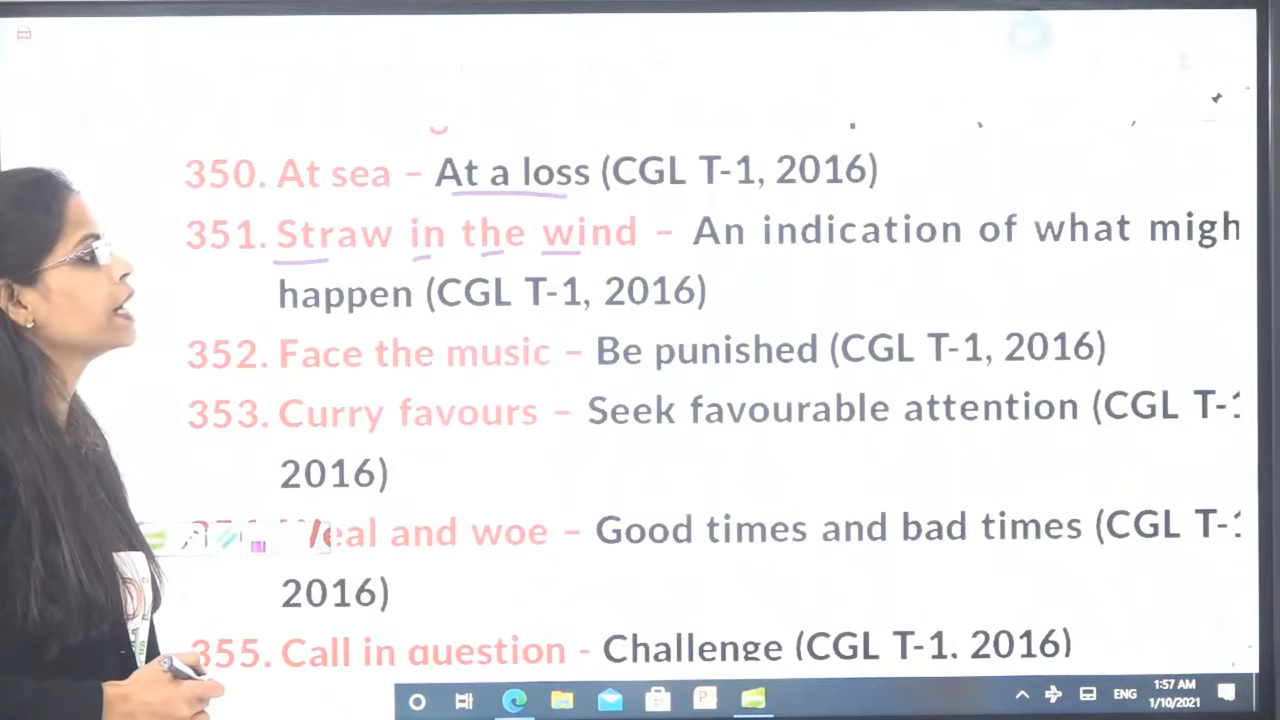 350. At sea – At a loss (CGL T-1, 2016)
351. Straw in the wind – An indication of what migh
happen (CGL T-1, 2016)
352. Face the music – Be punished (CGL T-1, 2016)
353. Curry favours – Seek favourable attention (CGL T-1
2016)
eal and woe – Good times and bad times (CGL T-1
2016)
355. Call in question - Challenge (CGL T-1. 2016)
ENG
1:57 AM
1/10/2021